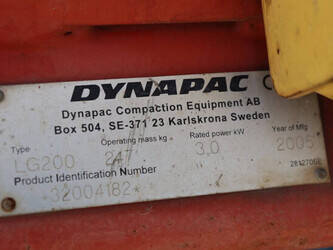 DYNAPAC
Dynapac Compaction Equipment AB
Box 504, SE-371 23 Karlskrona Sweden
Type Operating mass kg Rated power kW Year of Mfg
LG200 247 3,0 2005
Product Identification Number
32004182